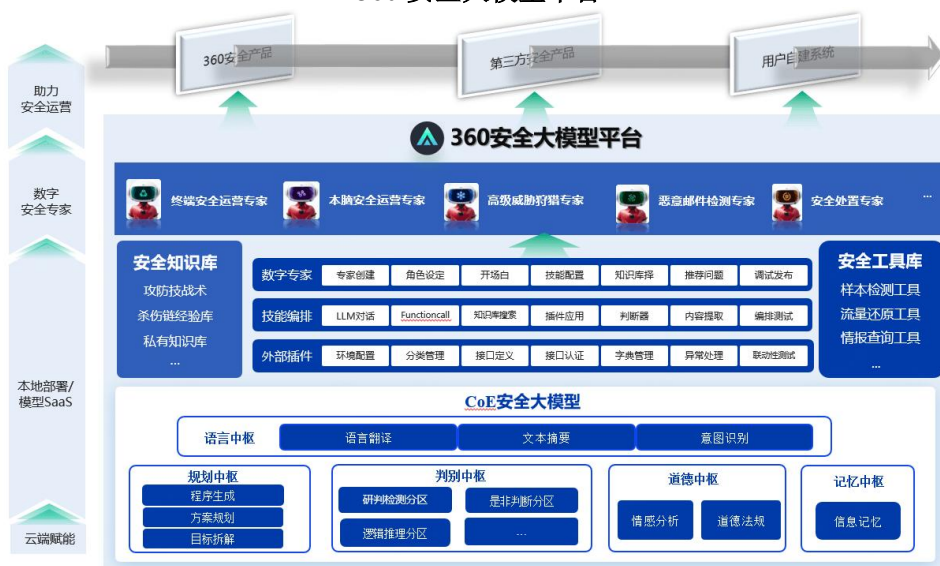 360安全产品
第三方安全产品
用户自建系统
助力
安全运营
360安全大模型平台
数字
安全专家
终端安全运营专家
本脑安全运营专家
高级威胁狩猎专家
恶意邮件检测专家
安全处置专家
...
安全知识库
攻防技战术
杀伤链经验库
私有知识库
...
数字专家
专家创建
角色设定
开场白
技能配置
知识库择
推荐问题
调试发布
技能编排
LLM对话
Functioncall
知识库搜索
插件应用
判断器
内容提取
编排测试
外部插件
环境配置
分类管理
接口定义
接口认证
字典管理
异常处理
联动性测试
安全工具库
样本检测工具
流量还原工具
情报查询工具
...
本地部署/
模型SaaS
CoE安全大模型
语言中枢
语言翻译
文本摘要
意图识别
规划中枢
程序生成
方案规划
目标拆解
判别中枢
研判检测分区
是非判断分区
逻辑推理分区
...
道德中枢
情感分析
道德法规
记忆中枢
信息记忆
云端赋能